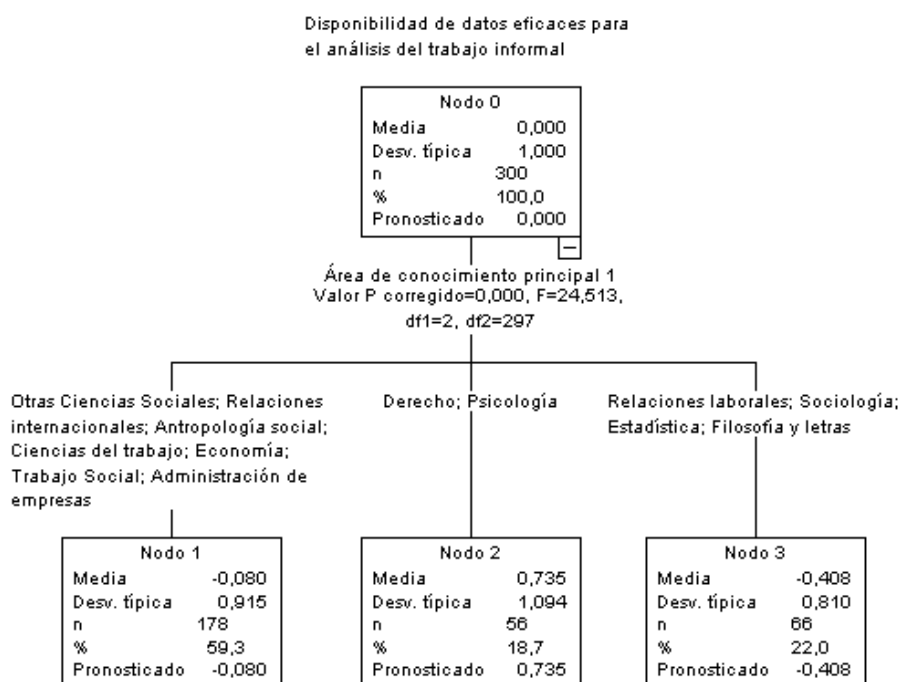 Disponibilidad de datos eficaces para
el análisis del trabajo informal
Nodo 0
Media 0,000
Desv. típica 1,000
n 300
% 100,0
Pronosticado 0,000
Área de conocimiento principal 1
Valor P corregido=0,000, F=24,513,
df1=2, df2=297
Otras Ciencias Sociales; Relaciones
internacionales; Antropología social;
Ciencias del trabajo; Economía;
Trabajo Social; Administración de
empresas
Derecho; Psicología
Relaciones laborales; Sociología;
Estadística; Filosofía y letras
Nodo 1
Media -0,080
Desv. típica 0,915
n 178
% 59,3
Pronosticado -0,080
Nodo 2
Media 0,735
Desv. típica 1,094
n 56
% 18,7
Pronosticado 0,735
Nodo 3
Media -0,408
Desv. típica 0,810
n 66
% 22,0
Pronosticado -0,408